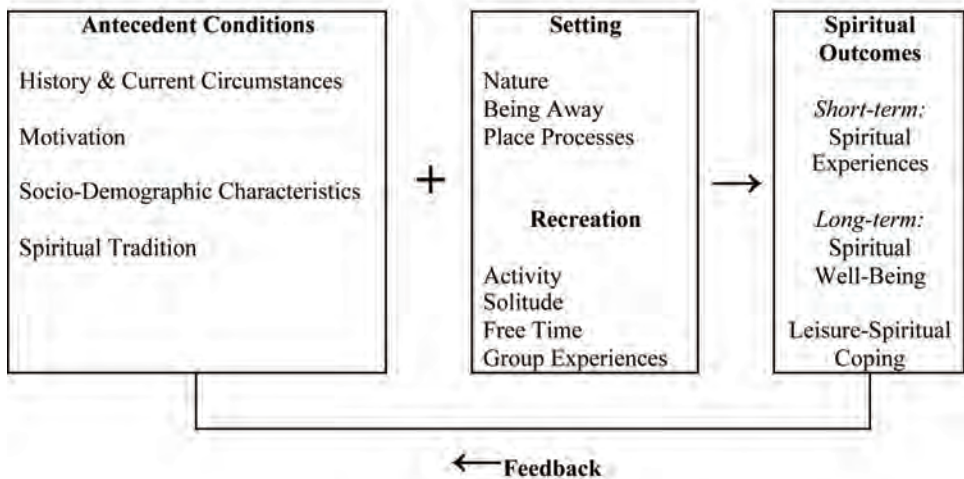 Antecedent Conditions
History & Current Circumstances
Motivation
Socio-Demographic Characteristics
Spiritual Tradition
+
Setting
Nature
Being Away
Place Processes
Recreation
Activity
Solitude
Free Time
Group Experiences
→
Spiritual
Outcomes
Short-term:
Spiritual
Experiences
Long-term:
Spiritual
Well-Being
Leisure-Spiritual
Coping
← Feedback